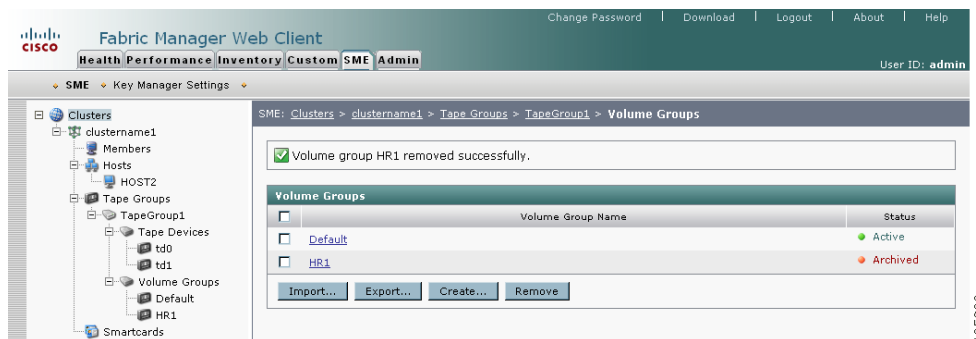 Change Password | Download | Logout | About | Help
cisco
Fabric Manager Web Client
Health Performance Inventory Custom SME Admin
User ID: admin
SME Key Manager Settings
Clusters
clustername1
Members
Hosts
HOST2
Tape Groups
TapeGroup1
Tape Devices
td0
td1
Volume Groups
Default
HR1
Smartcards
SME: Clusters > clustername1 > Tape Groups > TapeGroup1 > Volume Groups
Volume group HR1 removed successfully.
Volume Groups
Volume Group Name Status
Default Active
HR1 Archived
Import... Export... Create... Remove